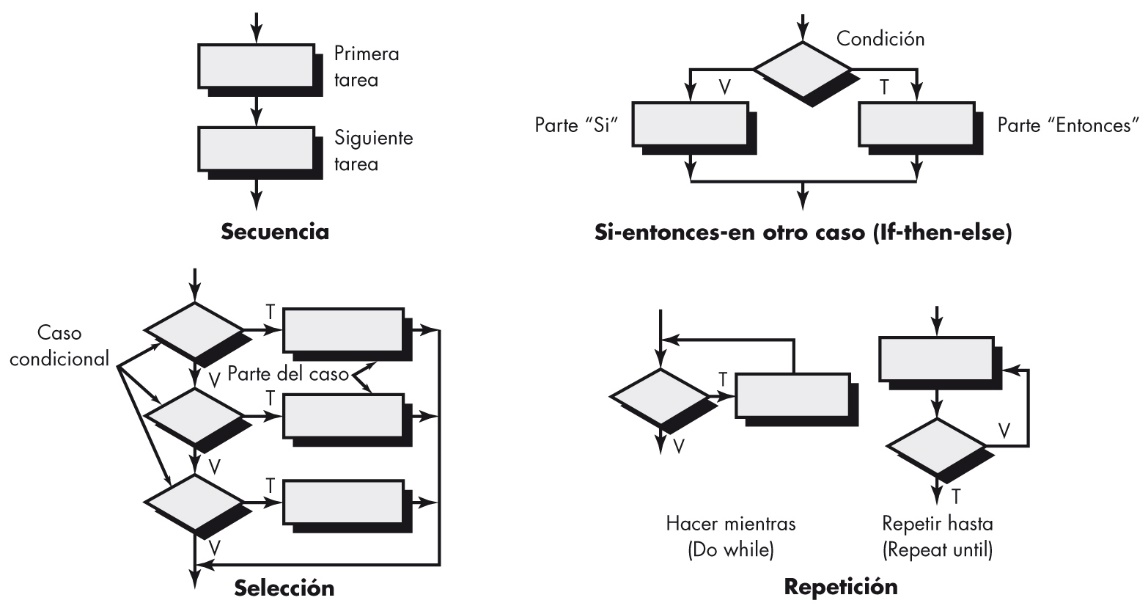 Primera
tarea
Siguiente
tarea
Secuencia
Condición
V
T
Parte “Si”
Parte “Entonces”
Si-entonces-en otro caso (If-then-else)
Caso
condicional
T
V
Parte del caso
T
V
T
V
Selección
T
V
Hacer mientras
(Do while)
V
T
Repetir hasta
(Repeat until)
Repetición